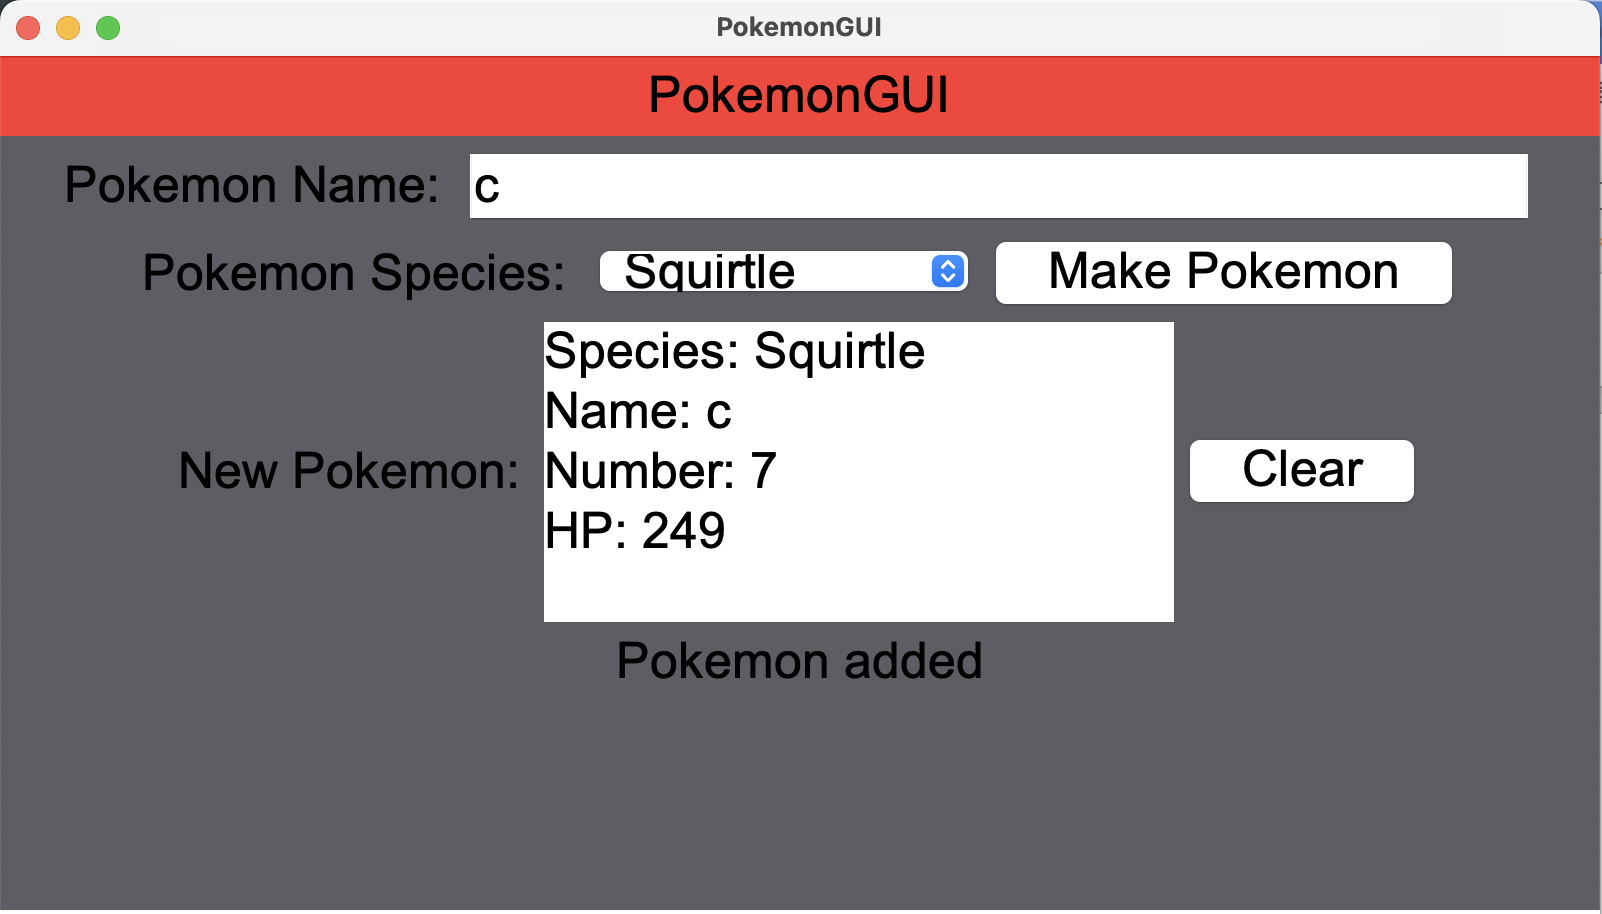 PokemonGUI
PokemonGUI
Pokemon Name: c
Pokemon Species: Squirtle Make Pokemon
Species: Squirtle
Name: c
Number: 7
New Pokemon:
HP: 249
Clear
Pokemon added